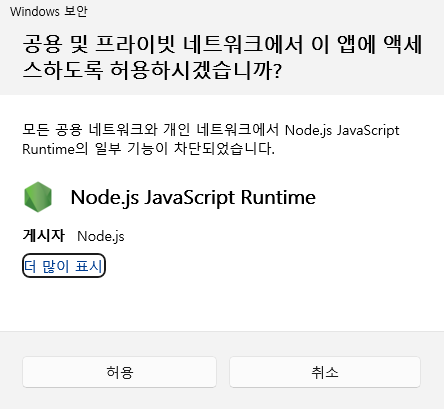 Windows 보안
공용 및 프라이빗 네트워크에서 이 앱에 액세
스하도록 허용하시겠습니까?
모든 공용 네트워크와 개인 네트워크에서 Node.js JavaScript
Runtime의 일부 기능이 차단되었습니다.
Node.js JavaScript Runtime
게시자 Node.js
더 많이 표시
허용 취소